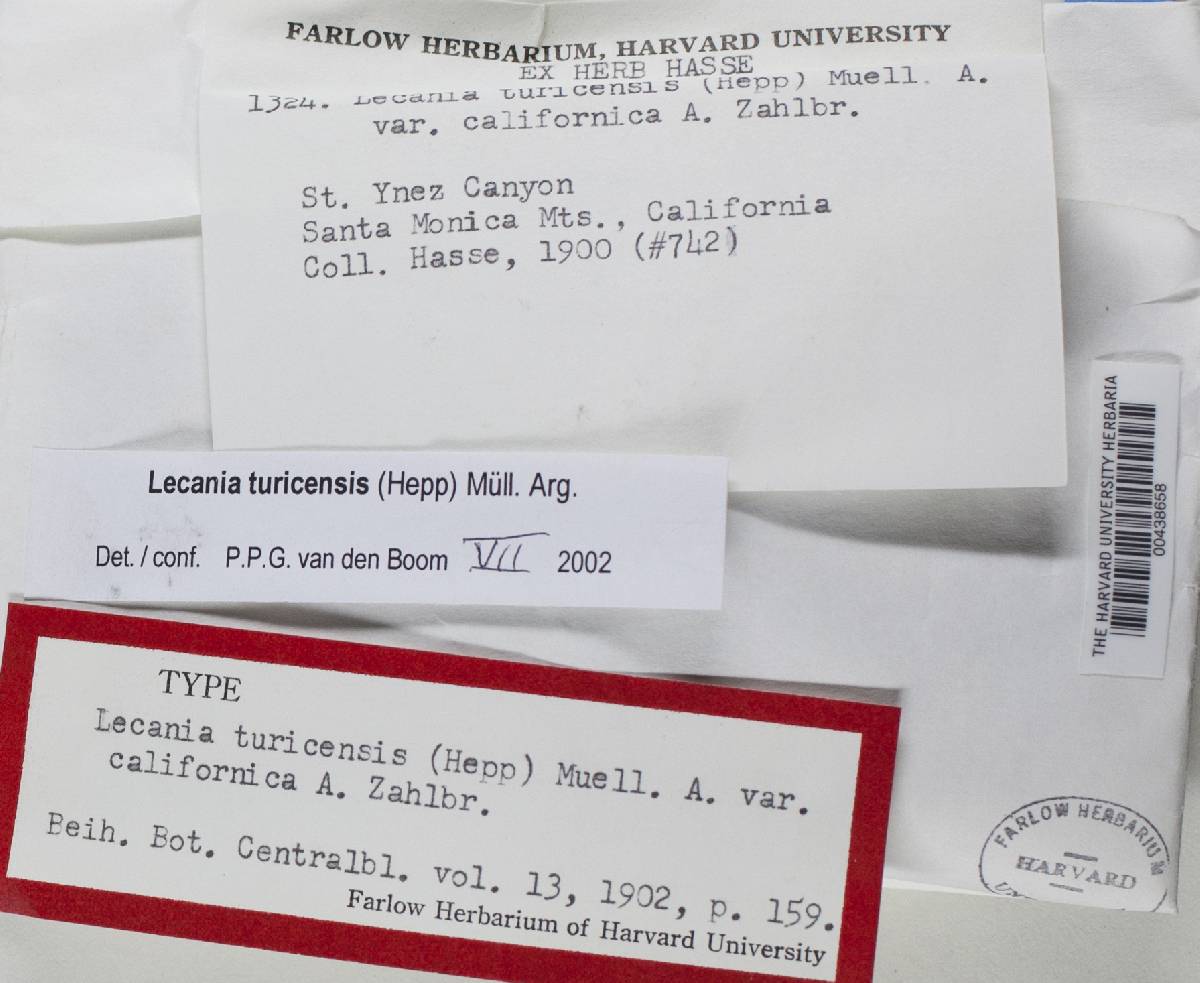 FARLOW HERBARIUM, HARVARD UNIVERSITY
EX HERB HASSE
1324. Lecania turicensis (Hepp) Muell. A.
var. californica A. Zahlbr.
St. Ynez Canyon
Santa Monica Mts., California
Coll. Hasse, 1900 (#742)
THE HARVARD UNIVERSITY HERBARIA
00438658
Lecania turicensis (Hepp) Müll. Arg.
Det. / conf. P.P.G. van den Boom VII 2002
TYPE
Lecania turicensis (Hepp) Muell. A. var.
californica A. Zahlbr.
Beih. Bot. Centralbl. vol. 13, 1902, p. 159.
Farlow Herbarium of Harvard University
FARLOW HERBARIUM
HARVARD